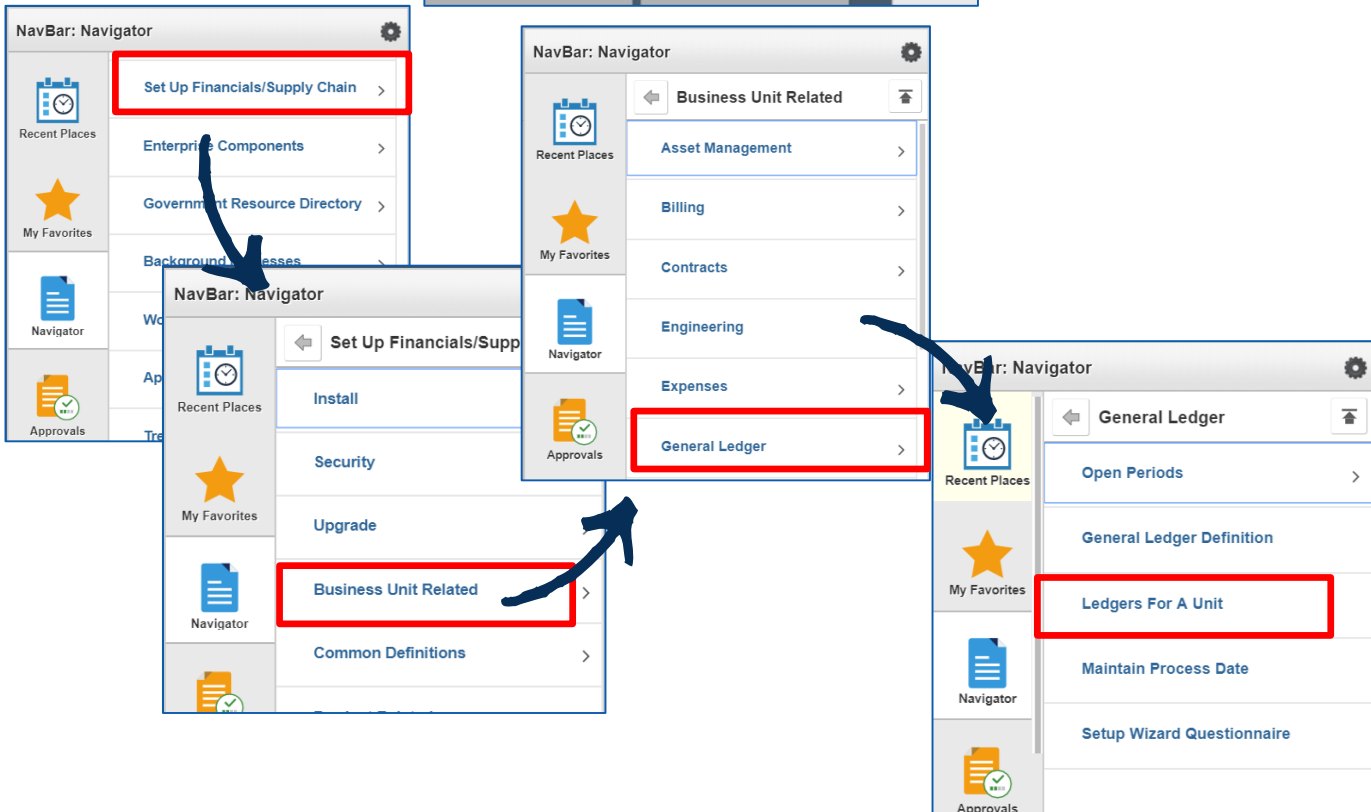 NavBar: Navigator
Recent Places
My Favorites
Navigator
Approvals
Set Up Financials/Supply Chain
Enterprise Components
Government Resource Directory
Background
NavBar: Navigator
Recent Places
My Favorites
Navigator
Set Up Financials/Supp
Install
Security
Upgrade
Business Unit Related
Common Definitions
NavBar: Navigator
Recent Places
My Favorites
Navigator
Approvals
Business Unit Related
Asset Management
Billing
Contracts
Engineering
Expenses
General Ledger
NavBar: Navigator
Recent Places
My Favorites
Navigator
Approvals
General Ledger
Open Periods
General Ledger Definition
Ledgers For A Unit
Maintain Process Date
Setup Wizard Questionnaire